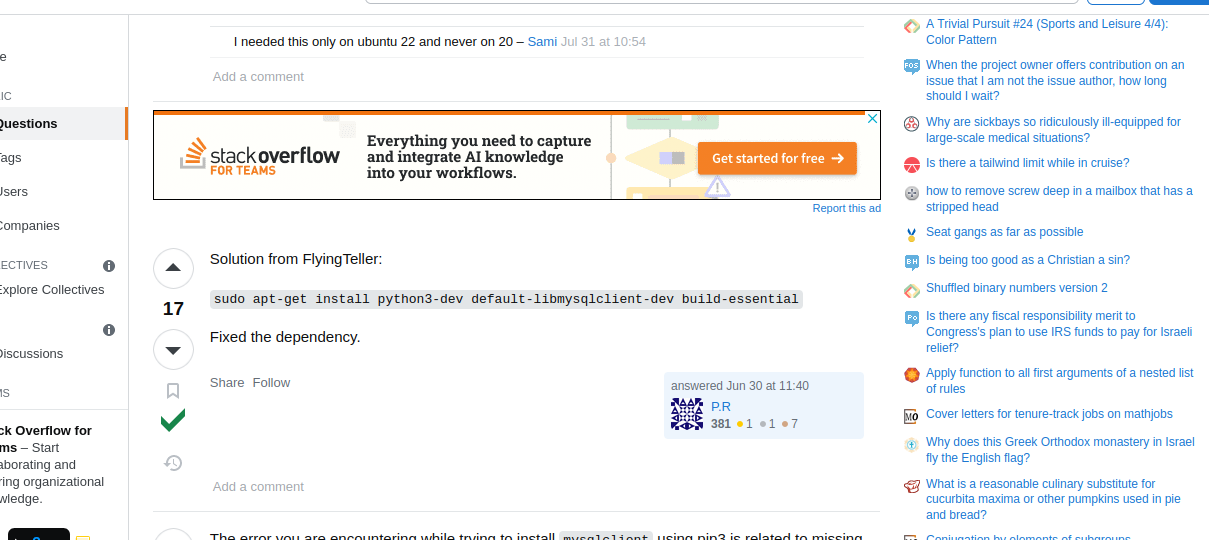 I needed this only on ubuntu 22 and never on 20 – Sami Jul 31 at 10:54
Add a comment
stackoverflow
FOR TEAMS
Everything you need to capture
and integrate AI knowledge
into your workflows.
Get started for free →
Report this ad
Solution from FlyingTeller:
sudo apt-get install python3-dev default-libmysqlclient-dev build-essential
17
Fixed the dependency.
Share Follow
answered Jun 30 at 11:40
P.R
381 1 1 7
Add a comment
The error you are encountering while trying to install mysqlclient using pip3 is related to missing
e
IC
Questions
Tags
Users
Companies
LECTIVES
Explore Collectives
Discussions
MS
ck Overflow for
ms – Start
laborating and
ring organizational
wledge.
A Trivial Pursuit #24 (Sports and Leisure 4/4):
Color Pattern
When the project owner offers contribution on an
issue that I am not the issue author, how long
should I wait?
Why are sickbays so ridiculously ill-equipped for
large-scale medical situations?
Is there a tailwind limit while in cruise?
how to remove screw deep in a mailbox that has a
stripped head
Seat gangs as far as possible
Is being too good as a Christian a sin?
Shuffled binary numbers version 2
Is there any fiscal responsibility merit to
Congress's plan to use IRS funds to pay for Israeli
relief?
Apply function to all first arguments of a nested list
of rules
Cover letters for tenure-track jobs on mathjobs
Why does this Greek Orthodox monastery in Israel
fly the English flag?
What is a reasonable culinary substitute for
cucurbita maxima or other pumpkins used in pie
and bread?
Conjugation by elements of subgroups